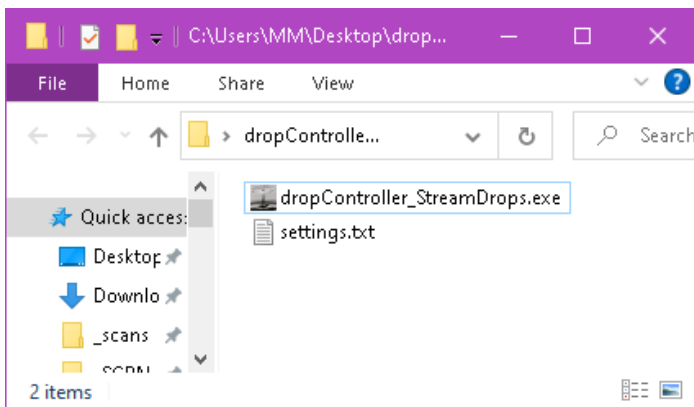 C:\Users\MM\Desktop\drop...
File Home Share View
dropControlle... Search
dropController_StreamDrops.exe
settings.txt
Quick acces
Desktop
Downlo
_scans
2 items